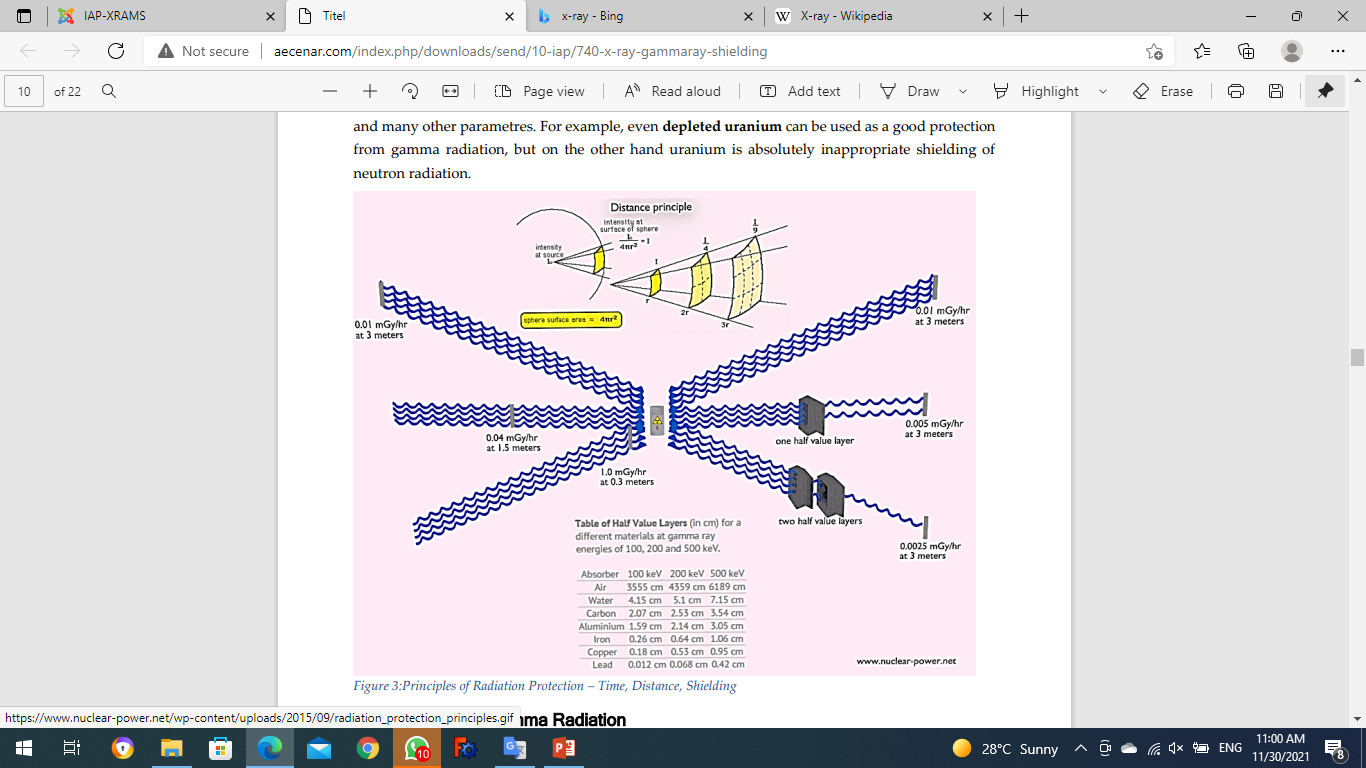 IAP-XRAMS
Titel
x-ray - Bing
W X-ray - Wikipedia
Not secure aecenar.com/index.php/downloads/send/10-iap/740-x-ray-gammaray-shielding
10 of 22 Page view Read aloud Add text Draw Highlight Erase
and many other parametres. For example, even depleted uranium can be used as a good protection
from gamma radiation, but on the other hand uranium is absolutely inappropriate shielding of
neutron radiation.
Distance principle
intensity at
surface of sphere
intensity
at source
4πr² = I
1
4
1
9
I
r
2r
3r
sphere surface area = 4πr²
0.01 mGy/hr
at 3 meters
0.01 mGy/hr
at 3 meters
0.04 mGy/hr
at 1.5 meters
1.0 mGy/hr
at 0.3 meters
one half value layer
0.005 mGy/hr
at 3 meters
two half value layers
0.0025 mGy/hr
at 3 meters
Table of Half Value Layers (in cm) for a
different materials at gamma ray
energies of 100, 200 and 500 keV.
Absorber 100 keV 200 keV 500 keV
Air 3555 cm 4359 cm 6189 cm
Water 4.15 cm 5.1 cm 7.15 cm
Carbon 2.07 cm 2.53 cm 3.54 cm
Aluminium 1.59 cm 2.14 cm 3.05 cm
Iron 0.26 cm 0.64 cm 1.06 cm
Copper 0.18 cm 0.53 cm 0.95 cm
Lead 0.012 cm 0.068 cm 0.42 cm
www.nuclear-power.net
Figure 3:Principles of Radiation Protection – Time, Distance, Shielding
https://www.nuclear-power.net/wp-content/uploads/2015/09/radiation_protection_principles.gif
mma Radiation
10
28°C Sunny
ENG
11:00 AM
11/30/2021
8